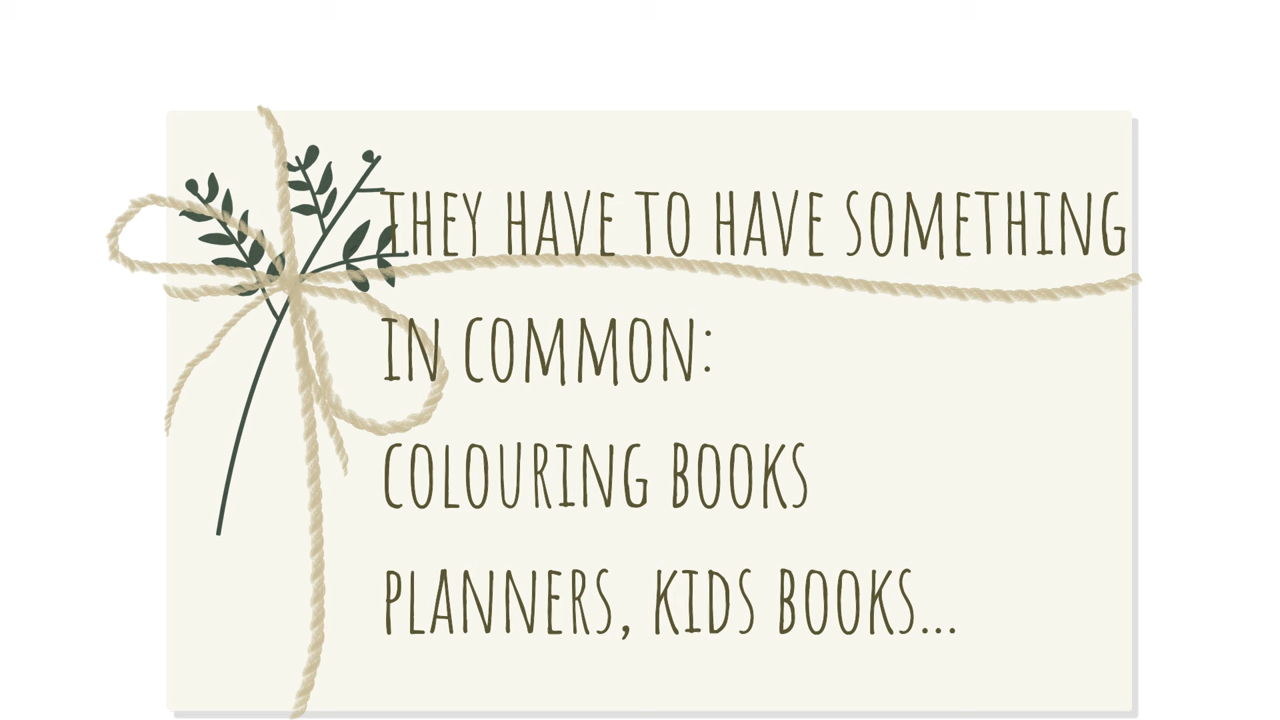 THEY HAVE TO HAVE SOMETHING
IN COMMON:
COLOURING BOOKS
PLANNERS, KIDS BOOKS...